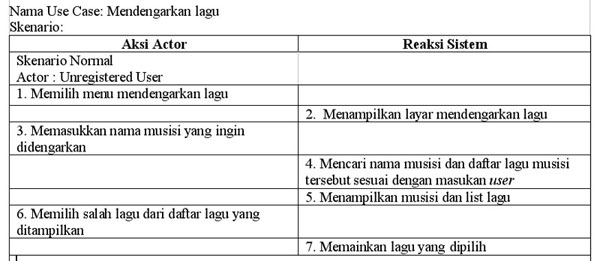 Nama Use Case: Mendengarkan lagu
Skenario:
Aksi Actor
Reaksi Sistem
Skenario Normal
Actor : Unregistered User
1. Memilih menu mendengarkan lagu
2. Menampilkan layar mendengarkan lagu
3. Memasukkan nama musisi yang ingin
didengarkan
4. Mencari nama musisi dan daftar lagu musisi
tersebut sesuai dengan masukan user
5. Menampilkan musisi dan list lagu
6. Memilih salah lagu dari daftar lagu yang
ditampilkan
7. Memainkan lagu yang dipilih